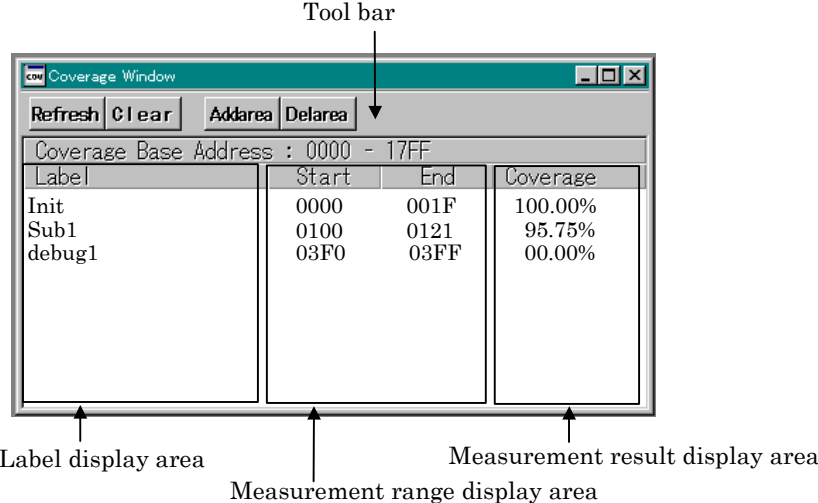 Tool bar
COV Coverage Window
Refresh Clear Addarea Delarea
Coverage Base Address : 0000 - 17FF
Label Start End Coverage
Init 0000 001F 100.00%
Sub1 0100 0121 95.75%
debug1 03F0 03FF 00.00%
Label display area
Measurement result display area
Measurement range display area